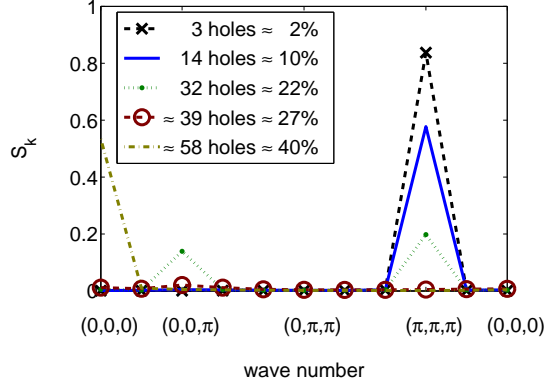 1
0.8
0.6
0.4
0.2
0
S_k
3 holes ≈ 2%
14 holes ≈ 10%
32 holes ≈ 22%
≈ 39 holes ≈ 27%
≈ 58 holes ≈ 40%
(0,0,0) (0,0,π) (0,π,π) (π,π,π) (0,0,0)
wave number